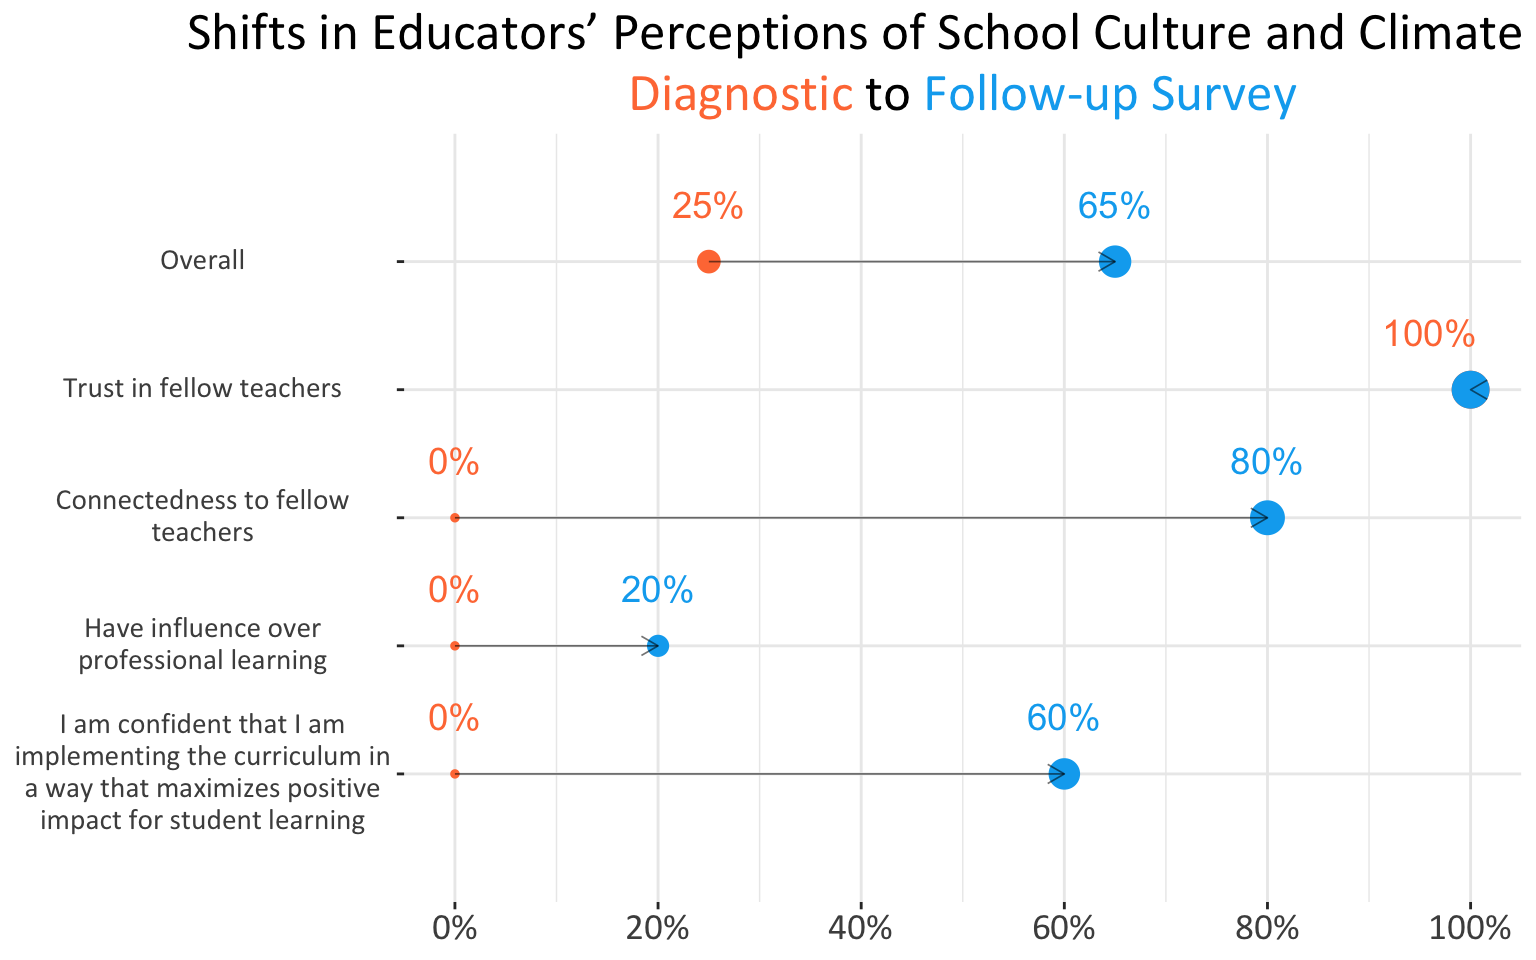 Shifts in Educators’ Perceptions of School Culture and Climate
Diagnostic to Follow-up Survey
25%
65%
Overall
100%
Trust in fellow teachers
0%
80%
Connectedness to fellow
teachers
0%
20%
Have influence over
professional learning
0%
60%
I am confident that I am
implementing the curriculum in
a way that maximizes positive
impact for student learning
0%
20%
40%
60%
80%
100%